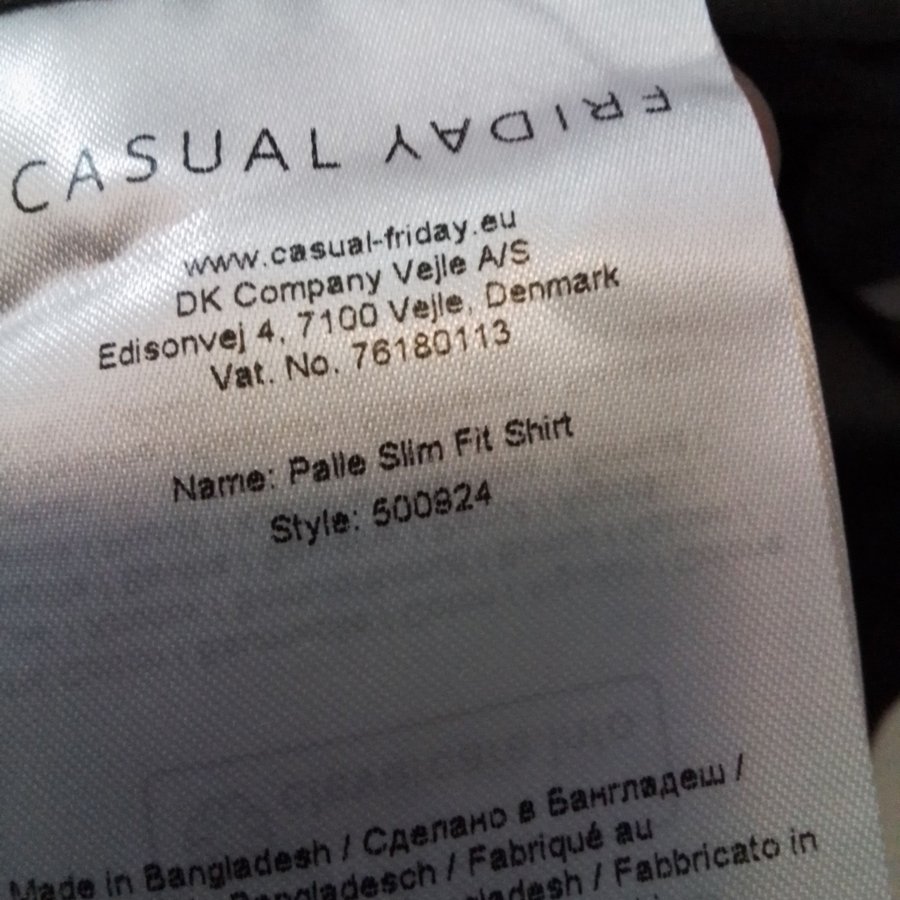 CASUAL FRIDAY
www.casual-friday.eu
DK Company Vejle A/S
Edisonvej 4, 7100 Vejle, Denmark
Vat. No. 76180113
Name: Palle Slim Fit Shirt
Style: 500924
Made in Bangladesh / Сделано в Бангладеш /
Bangladesch / Fabriqué au
Bangladesh / Fabbricato in